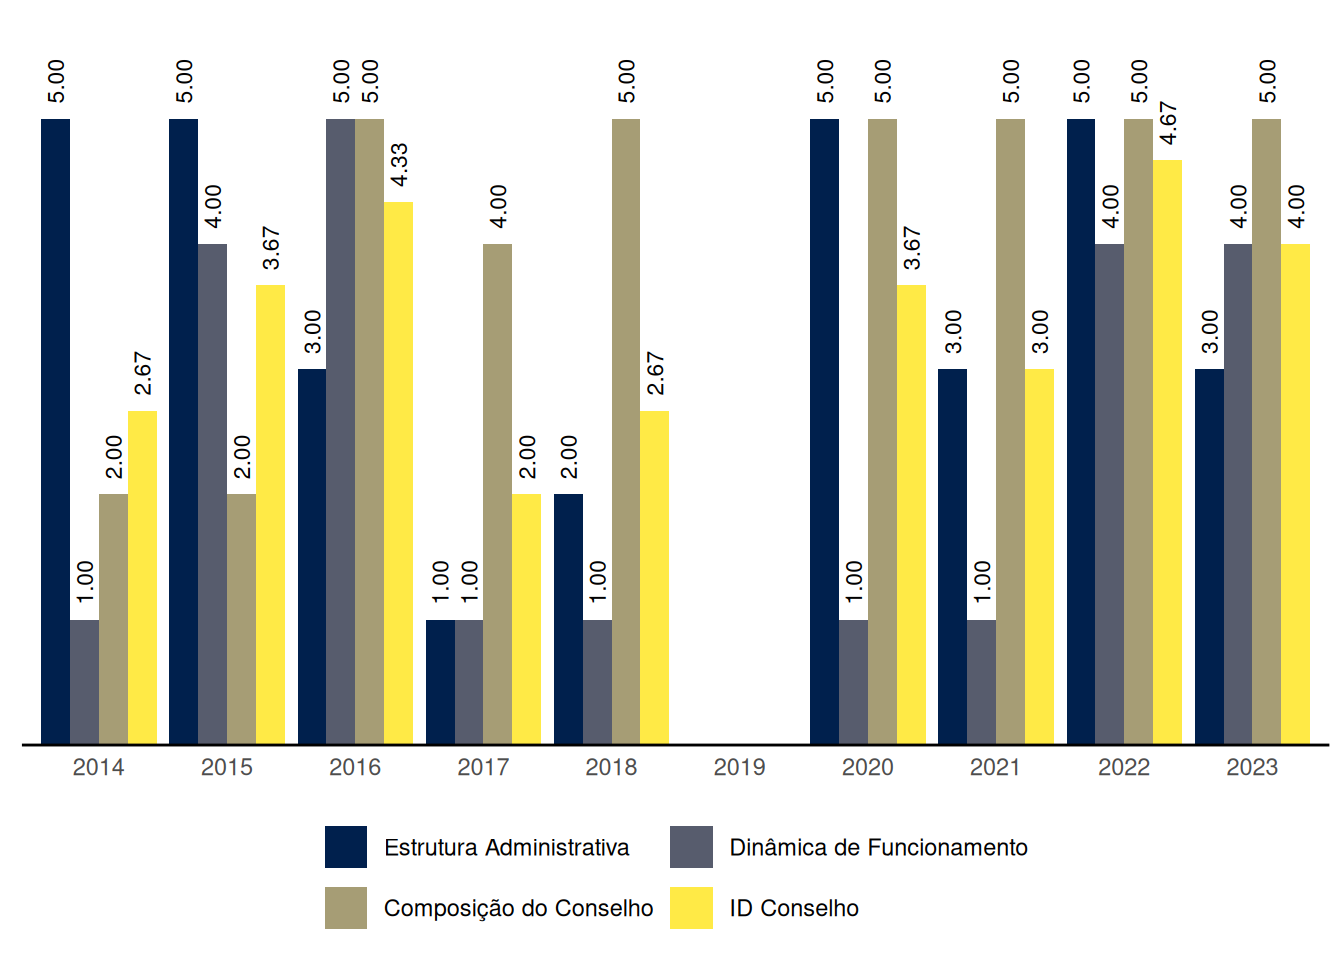 5.00 1.00 2.00 2.67
5.00 4.00 2.00 3.67
3.00 5.00 5.00 4.33
1.00 1.00 4.00 2.00
2.00 1.00 5.00 2.67
5.00 1.00 5.00 3.67
3.00 1.00 5.00 3.00
5.00 4.00 5.00 4.67
3.00 4.00 5.00 4.00
2014 2015 2016 2017 2018 2019 2020 2021 2022 2023
Estrutura Administrativa Dinâmica de Funcionamento
Composição do Conselho ID Conselho